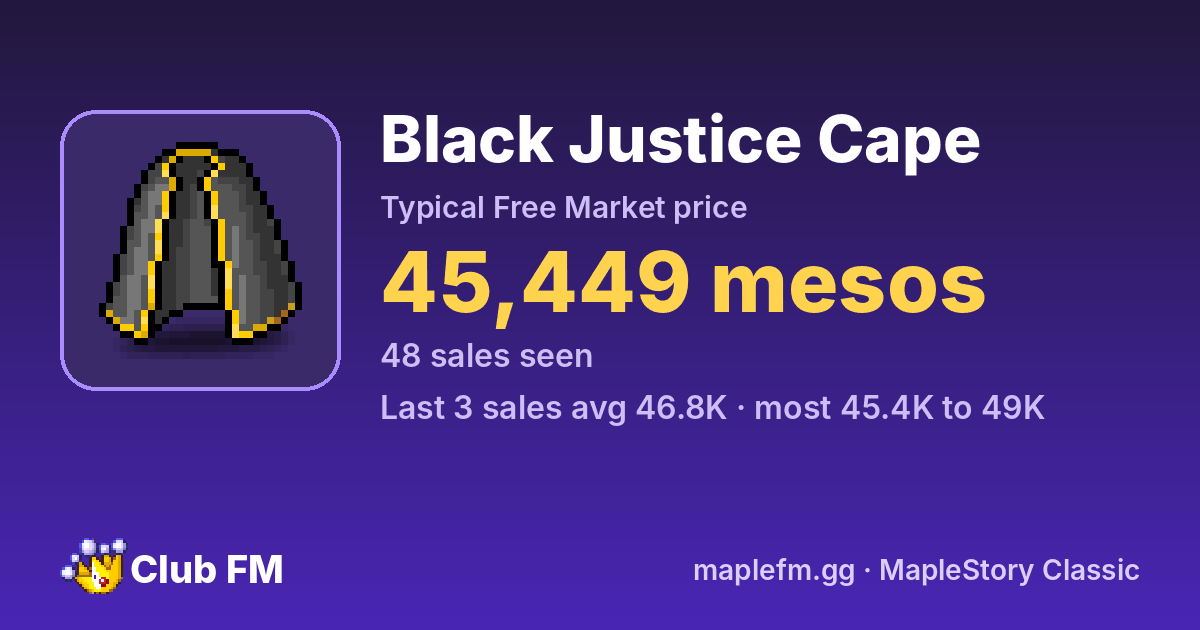 Black Justice Cape
Typical Free Market price
45,449 mesos
48 sales seen
Last 3 sales avg 46.8K · most 45.4K to 49K
Club FM
maplefm.gg · MapleStory Classic